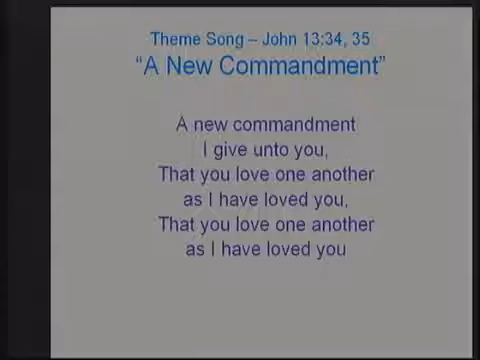 Theme Song – John 13:34, 35
“A New Commandment”
A new commandment
I give unto you,
That you love one another
as I have loved you,
That you love one another
as I have loved you